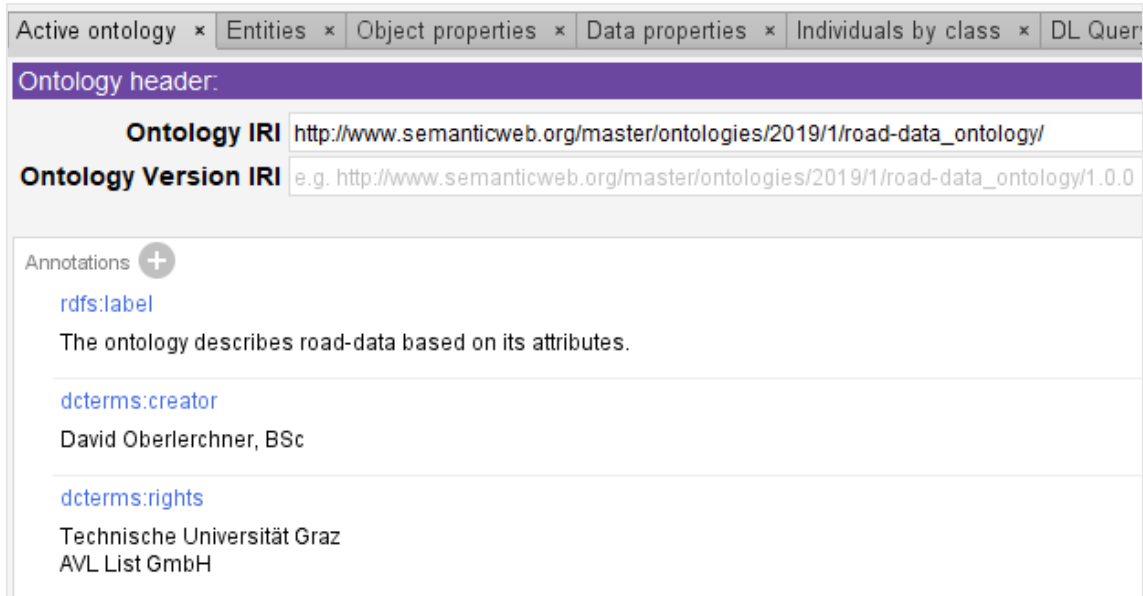 Active ontology × Entities × Object properties × Data properties × Individuals by class × DL Query
Ontology header:
Ontology IRI http://www.semanticweb.org/master/ontologies/2019/1/road-data_ontology/
Ontology Version IRI e.g. http://www.semanticweb.org/master/ontologies/2019/1/road-data_ontology/1.0.0
Annotations +
rdfs:label
The ontology describes road-data based on its attributes.
dcterms:creator
David Oberlerchner, BSc
dcterms:rights
Technische Universität Graz
AVL List GmbH